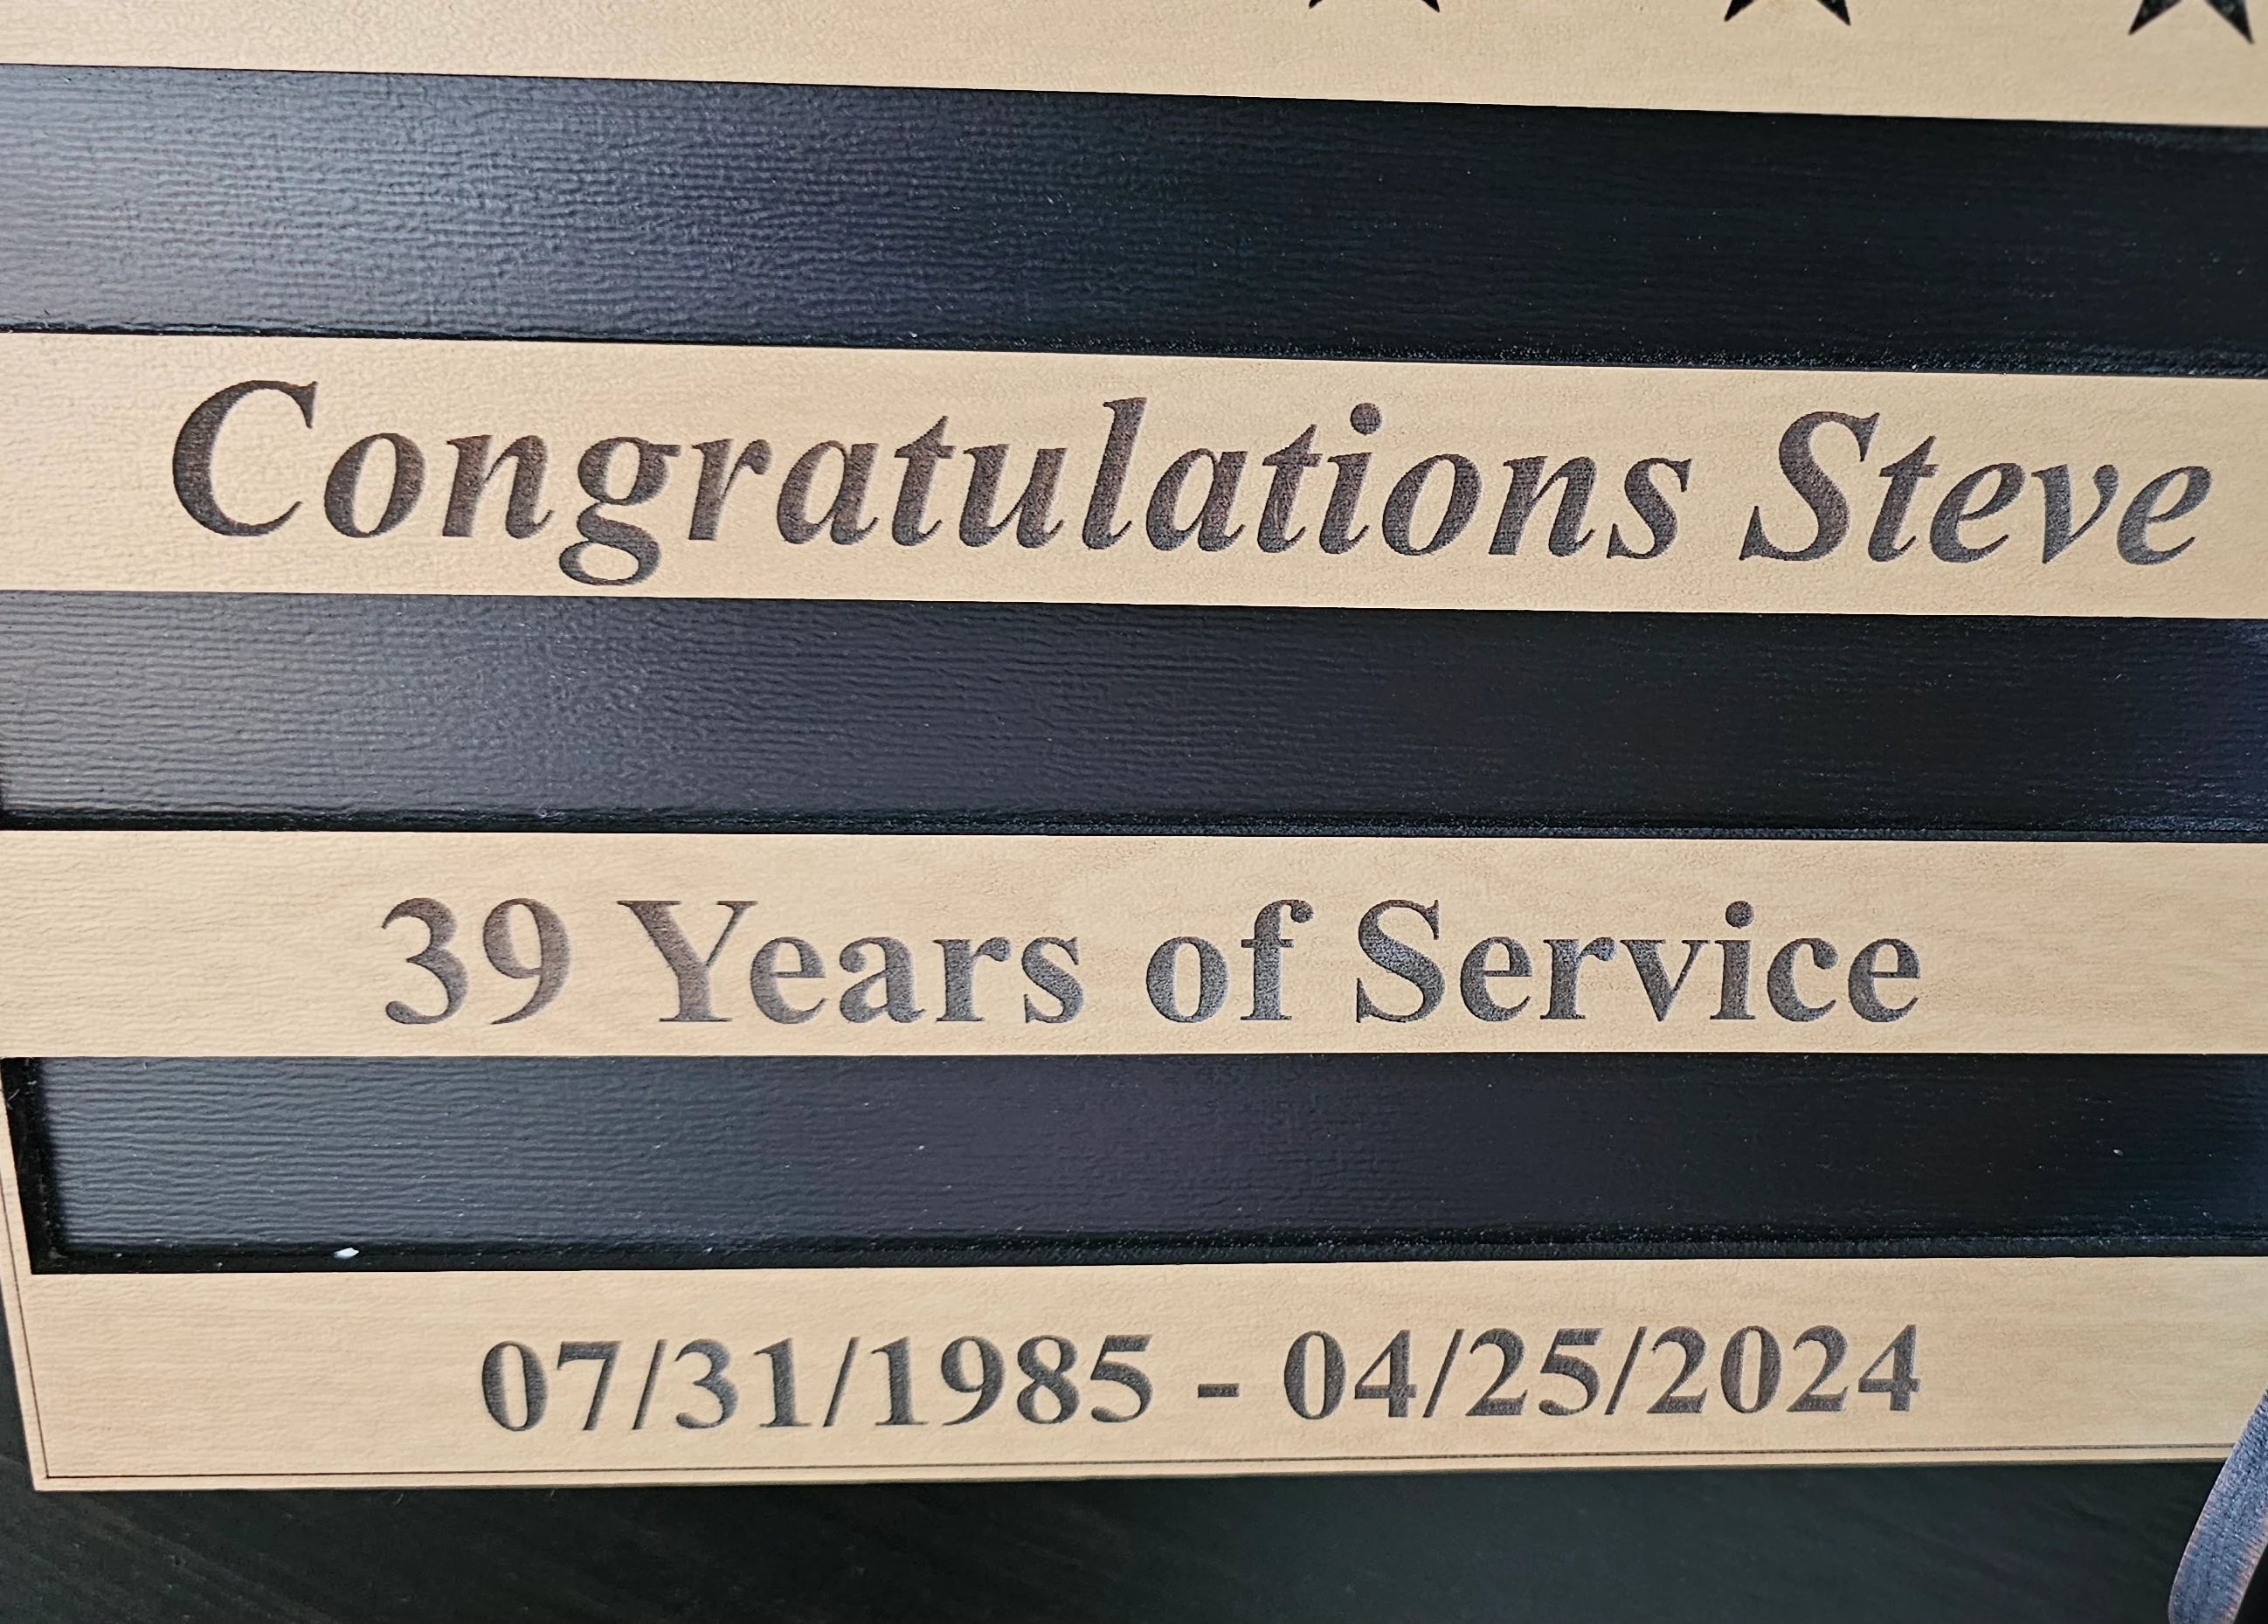 Congratulations Steve
39 Years of Service
07/31/1985 - 04/25/2024